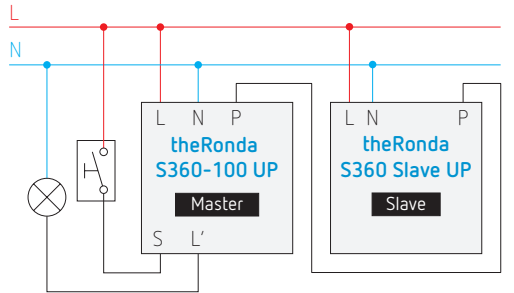 L
N
L N P
theRonda
S360-100 UP
Master
S L′
L N P
theRonda
S360 Slave UP
Slave